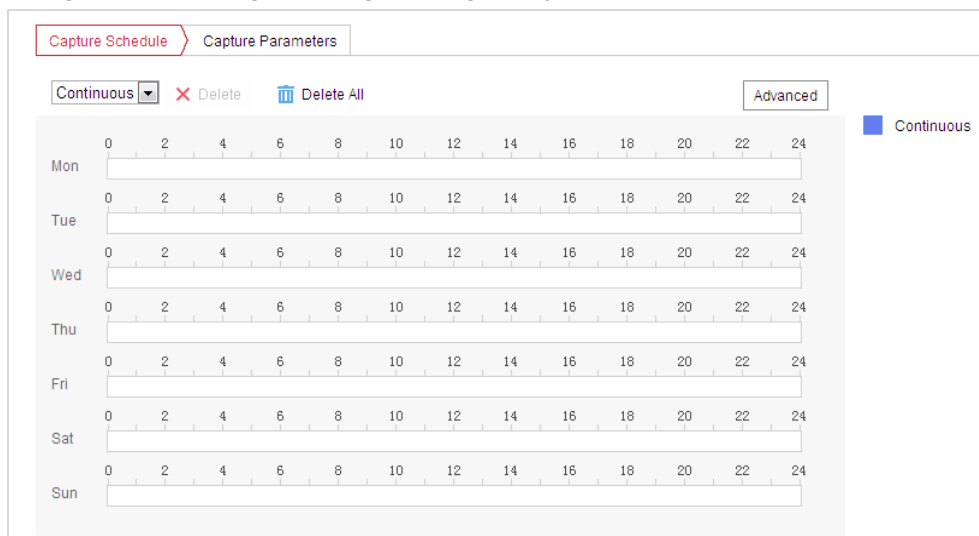 Capture Schedule Capture Parameters
Continuous Delete Delete All Advanced
Continuous
0 2 4 6 8 10 12 14 16 18 20 22 24
Mon
0 2 4 6 8 10 12 14 16 18 20 22 24
Tue
0 2 4 6 8 10 12 14 16 18 20 22 24
Wed
0 2 4 6 8 10 12 14 16 18 20 22 24
Thu
0 2 4 6 8 10 12 14 16 18 20 22 24
Fri
0 2 4 6 8 10 12 14 16 18 20 22 24
Sat
0 2 4 6 8 10 12 14 16 18 20 22 24
Sun